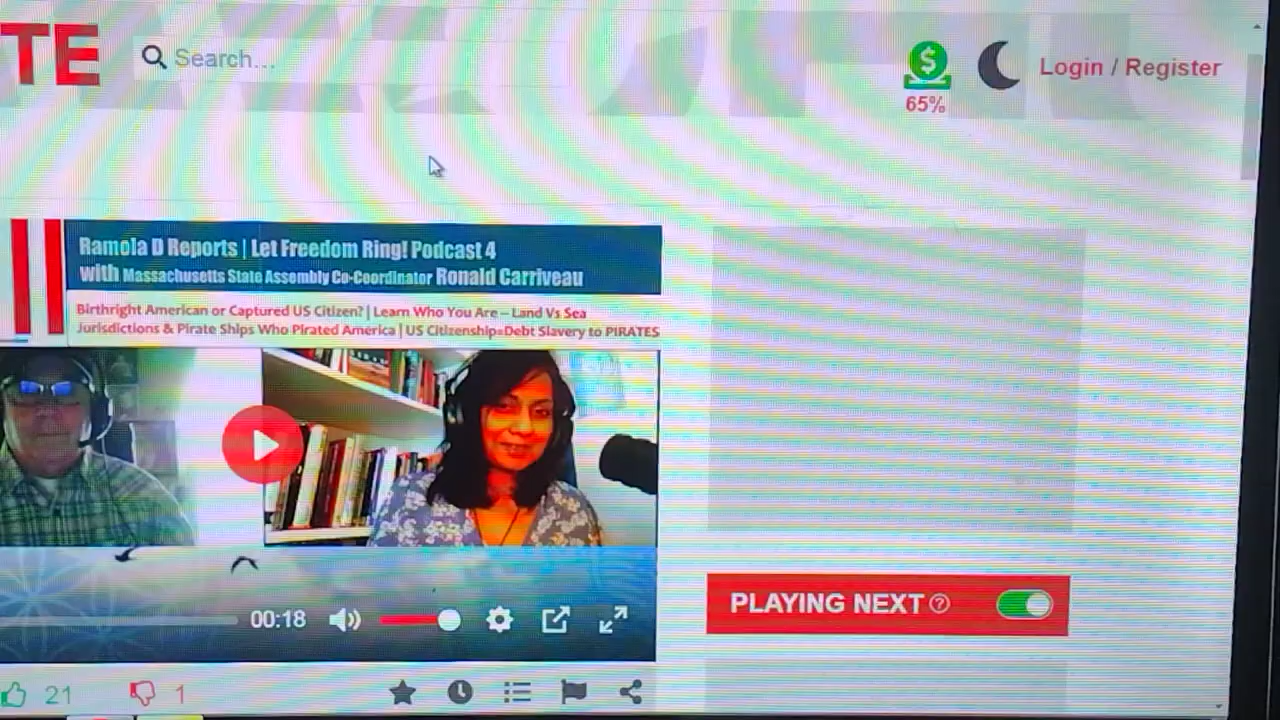 TE
Search...
65%
Login / Register
Ramola D Reports | Let Freedom Ring! Podcast 4
with Massachusetts State Assembly Co-Coordinator Ronald Carriveau
Birthright American or Captured US Citizen? | Learn Who You Are – Land Vs Sea
Jurisdictions & Pirate Ships Who Pirated America | US Citizenship=Debt Slavery to PIRATES
00:18
PLAYING NEXT
21
1